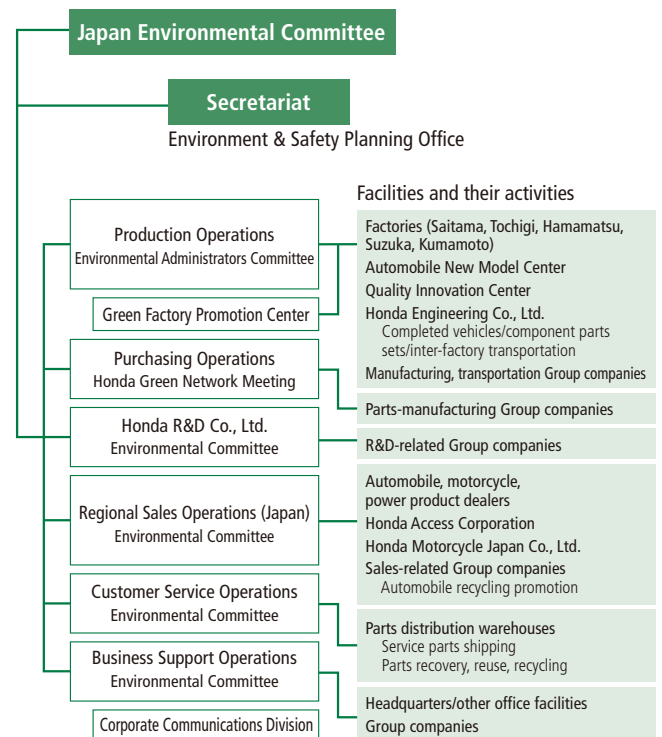 Japan Environmental Committee
Secretariat
Environment & Safety Planning Office
Facilities and their activities
Production Operations
Environmental Administrators Committee
Green Factory Promotion Center
Factories (Saitama, Tochigi, Hamamatsu,
Suzuka, Kumamoto)
Automobile New Model Center
Quality Innovation Center
Honda Engineering Co., Ltd.
Completed vehicles/component parts
sets/inter-factory transportation
Manufacturing, transportation Group companies
Purchasing Operations
Honda Green Network Meeting
Parts-manufacturing Group companies
Honda R&D Co., Ltd.
Environmental Committee
R&D-related Group companies
Regional Sales Operations (Japan)
Environmental Committee
Automobile, motorcycle,
power product dealers
Honda Access Corporation
Honda Motorcycle Japan Co., Ltd.
Sales-related Group companies
Automobile recycling promotion
Customer Service Operations
Environmental Committee
Parts distribution warehouses
Service parts shipping
Parts recovery, reuse, recycling
Business Support Operations
Environmental Committee
Corporate Communications Division
Headquarters/other office facilities
Group companies